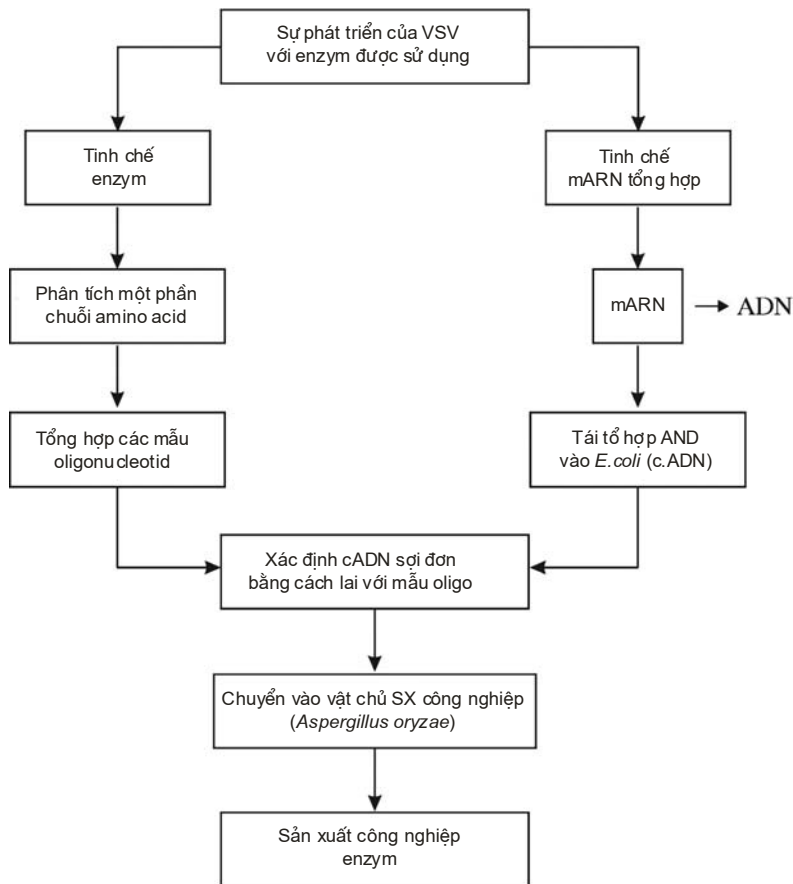 Sự phát triển của VSV
với enzym được sử dụng
Tinh chế
enzym
Tinh chế
mARN tổng hợp
Phân tích một phần
chuỗi amino acid
mARN
ADN
Tổng hợp các mẫu
oligonucleotid
Tái tổ hợp AND
vào E.coli (c.ADN)
Xác định cADN sợi đơn
bằng cách lai với mẫu oligo
Chuyển vào vật chủ SX công nghiệp
(Aspergillus oryzae)
Sản xuất công nghiệp
enzym